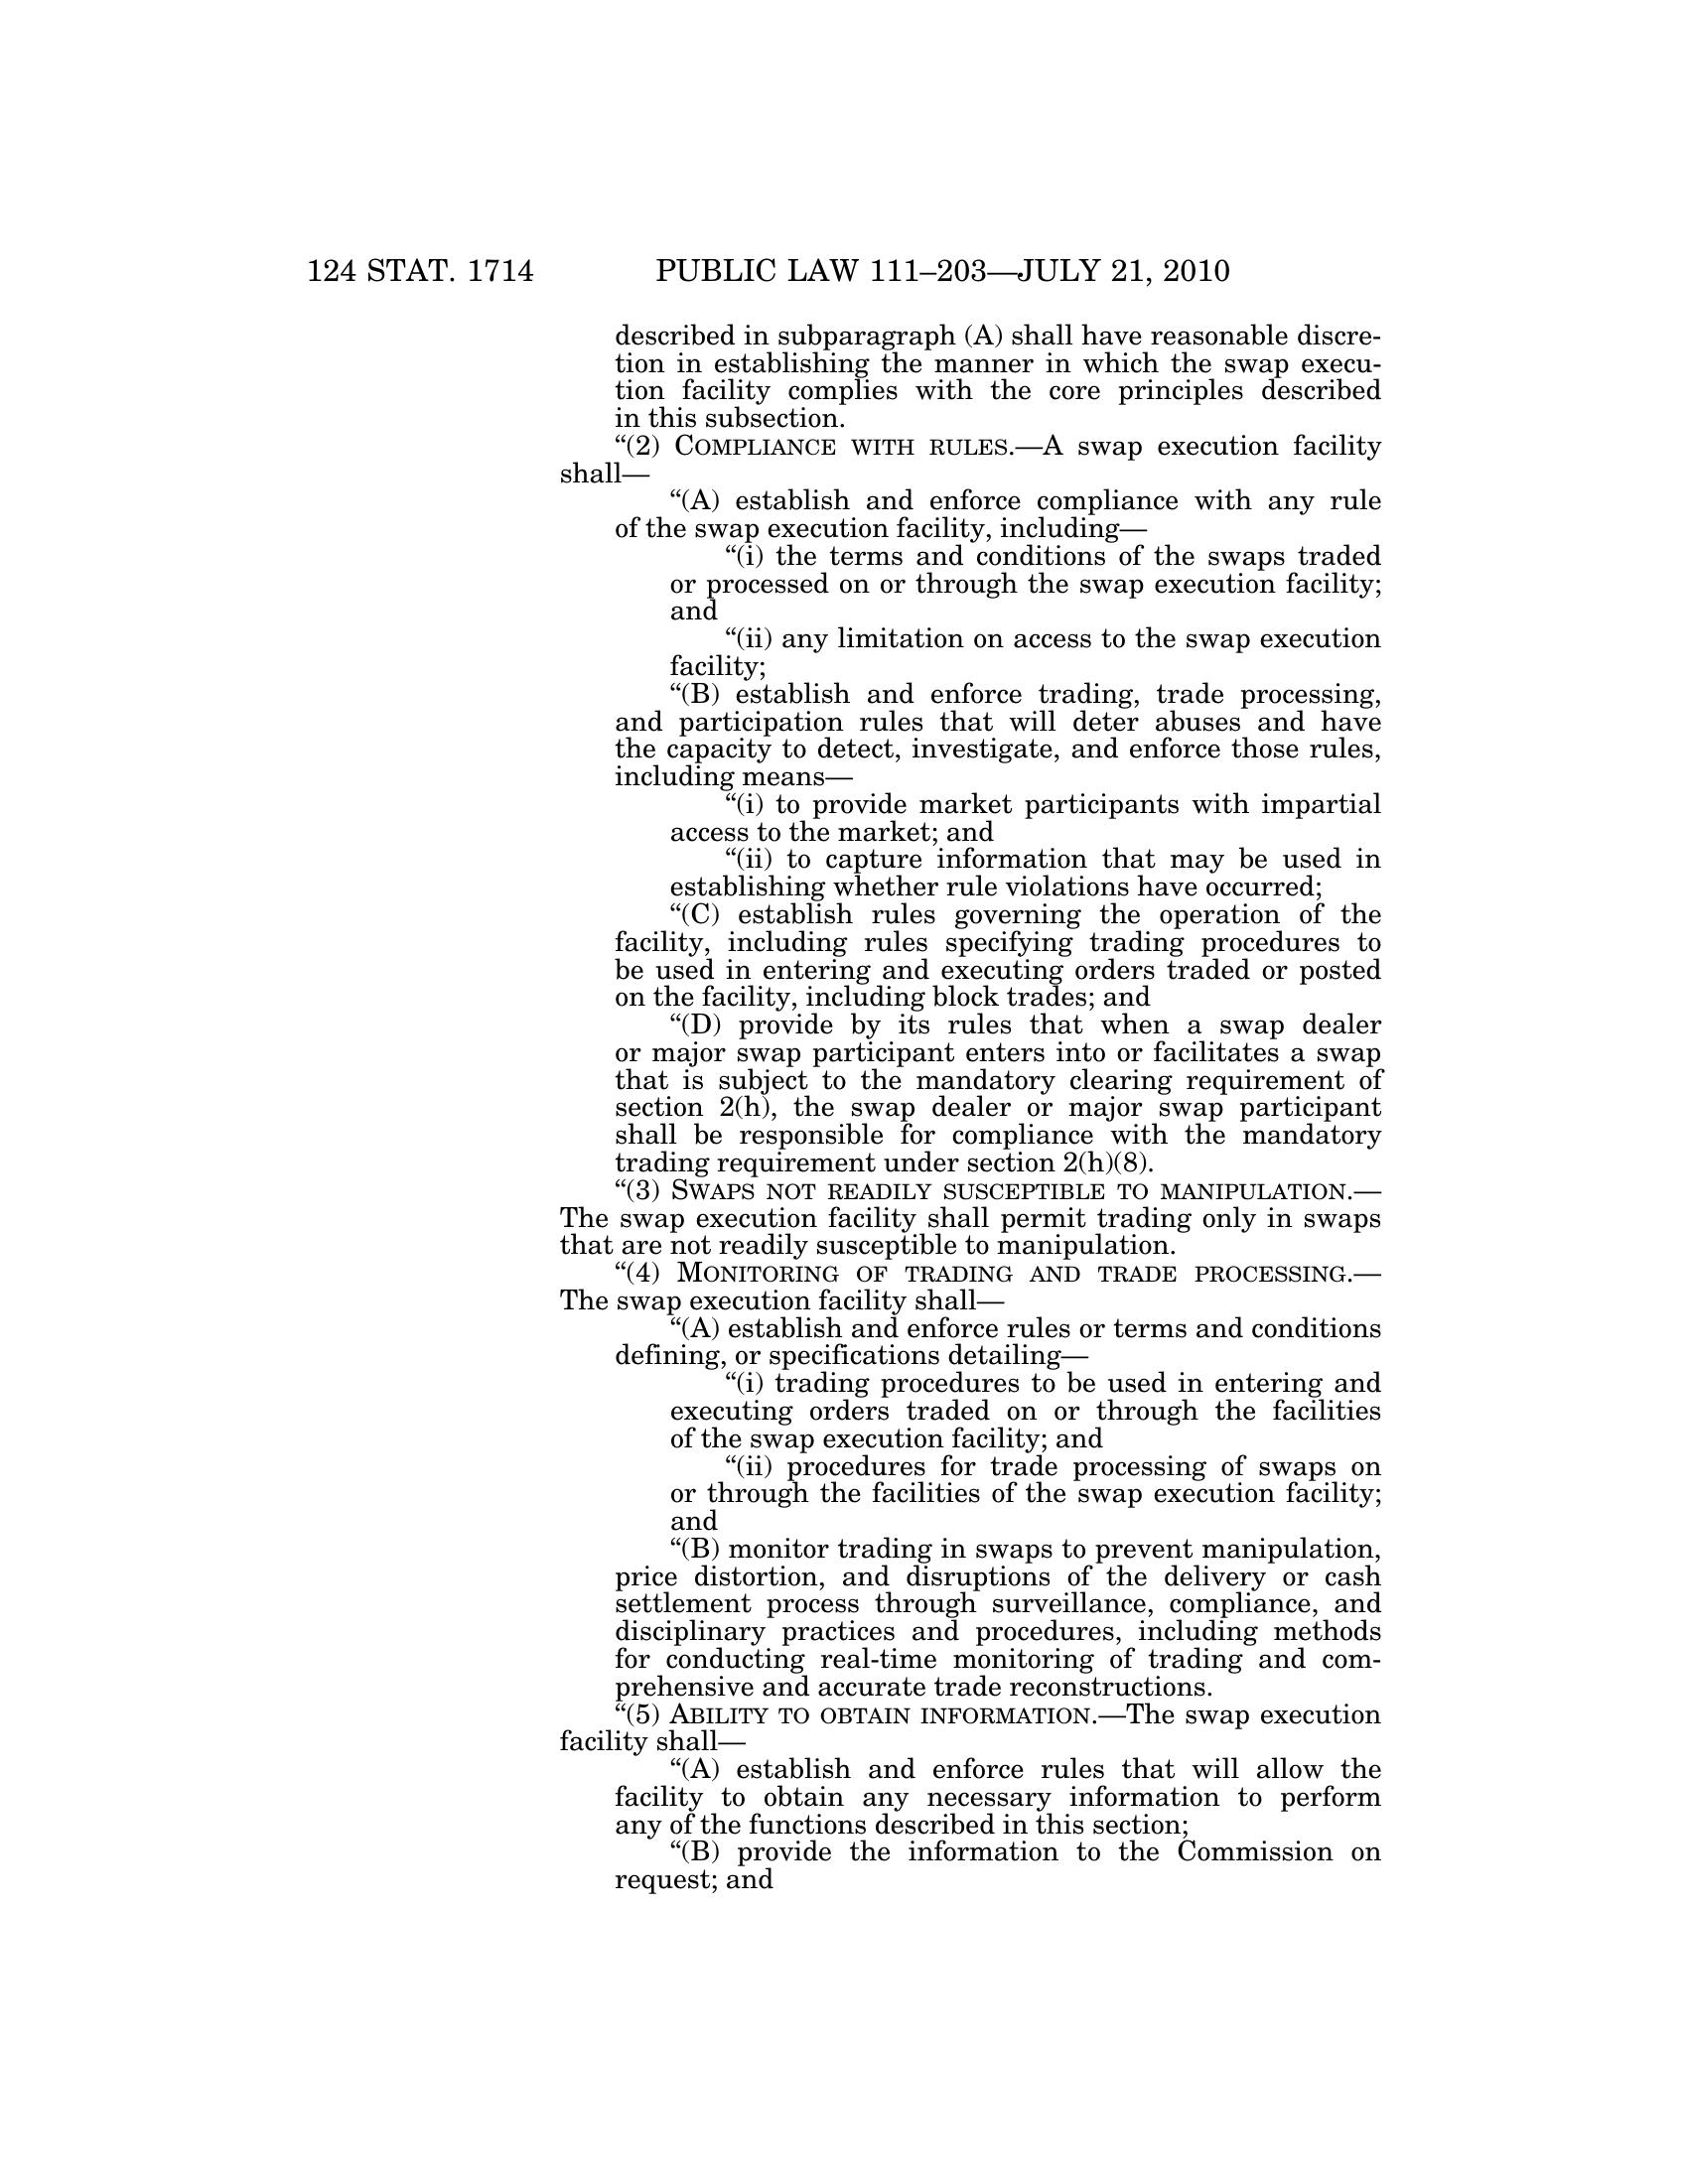 124 STAT. 1714 PUBLIC LAW 111–203—JULY 21, 2010
described in subparagraph (A) shall have reasonable discre-
tion in establishing the manner in which the swap execu-
tion facility complies with the core principles described
in this subsection.
“(2) COMPLIANCE WITH RULES.—A swap execution facility
shall—
“(A) establish and enforce compliance with any rule
of the swap execution facility, including—
“(i) the terms and conditions of the swaps traded
or processed on or through the swap execution facility;
and
“(ii) any limitation on access to the swap execution
facility;
“(B) establish and enforce trading, trade processing,
and participation rules that will deter abuses and have
the capacity to detect, investigate, and enforce those rules,
including means—
“(i) to provide market participants with impartial
access to the market; and
“(ii) to capture information that may be used in
establishing whether rule violations have occurred;
“(C) establish rules governing the operation of the
facility, including rules specifying trading procedures to
be used in entering and executing orders traded or posted
on the facility, including block trades; and
“(D) provide by its rules that when a swap dealer
or major swap participant enters into or facilitates a swap
that is subject to the mandatory clearing requirement of
section 2(h), the swap dealer or major swap participant
shall be responsible for compliance with the mandatory
trading requirement under section 2(h)(8).
“(3) SWAPS NOT READILY SUSCEPTIBLE TO MANIPULATION.—
The swap execution facility shall permit trading only in swaps
that are not readily susceptible to manipulation.
“(4) MONITORING OF TRADING AND TRADE PROCESSING.—
The swap execution facility shall—
“(A) establish and enforce rules or terms and conditions
defining, or specifications detailing—
“(i) trading procedures to be used in entering and
executing orders traded on or through the facilities
of the swap execution facility; and
“(ii) procedures for trade processing of swaps on
or through the facilities of the swap execution facility;
and
“(B) monitor trading in swaps to prevent manipulation,
price distortion, and disruptions of the delivery or cash
settlement process through surveillance, compliance, and
disciplinary practices and procedures, including methods
for conducting real-time monitoring of trading and com-
prehensive and accurate trade reconstructions.
“(5) ABILITY TO OBTAIN INFORMATION.—The swap execution
facility shall—
“(A) establish and enforce rules that will allow the
facility to obtain any necessary information to perform
any of the functions described in this section;
“(B) provide the information to the Commission on
request; and